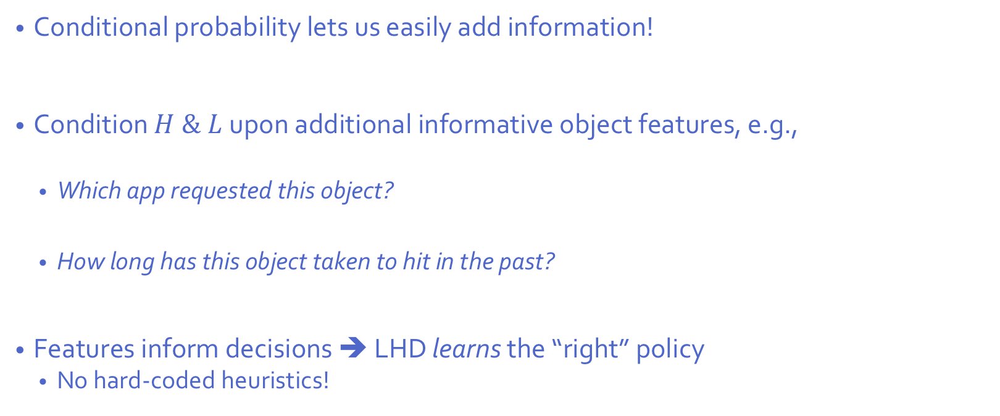 • Conditional probability lets us easily add information!
• Condition H & L upon additional informative object features, e.g.,
• Which app requested this object?
• How long has this object taken to hit in the past?
• Features inform decisions ➔ LHD learns the “right” policy
• No hard-coded heuristics!